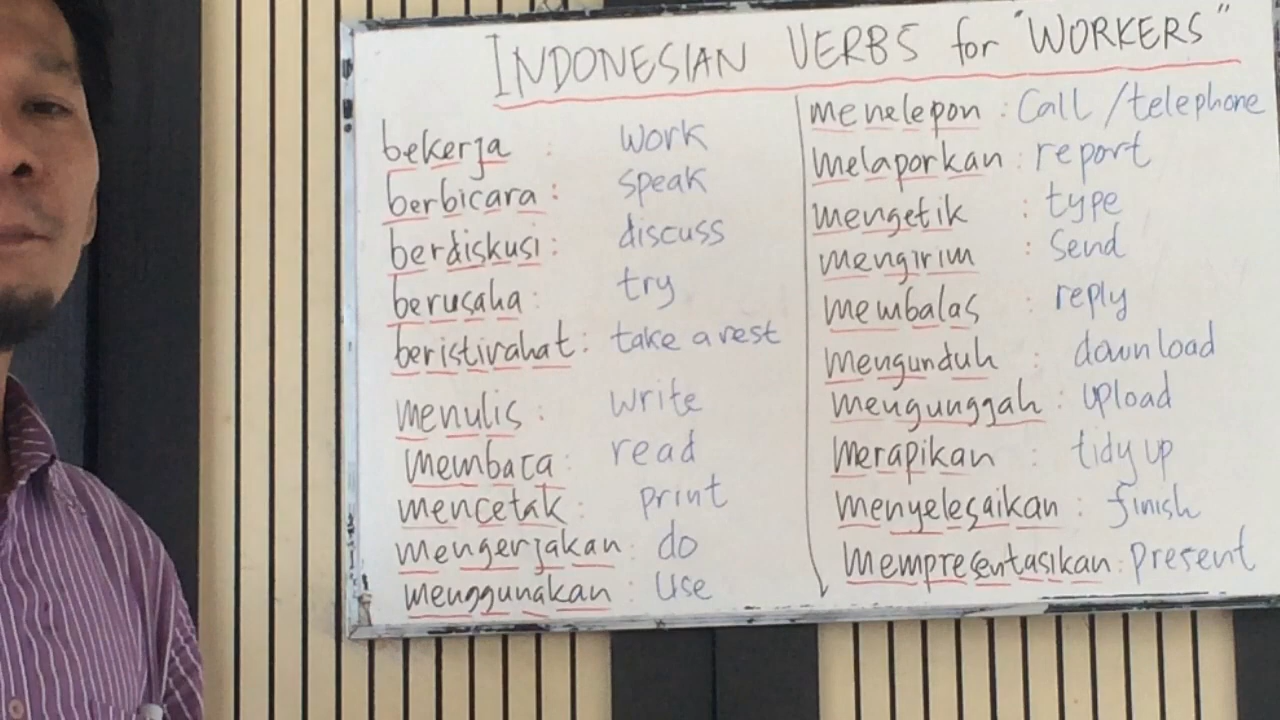 INDONESIAN VERBS for "WORKERS"
bekerja : work
berbicara : speak
berdiskusi : discuss
berusaha : try
beristirahat : take a rest
menulis : write
membaca : read
mencetak : print
mengerjakan : do
menggunakan : use
menelepon : call / telephone
melaporkan : report
mengetik : type
mengirim : send
membalas : reply
mengunduh : download
mengunggah : upload
merapikan : tidy up
menyelesaikan : finish
mempresentasikan : present